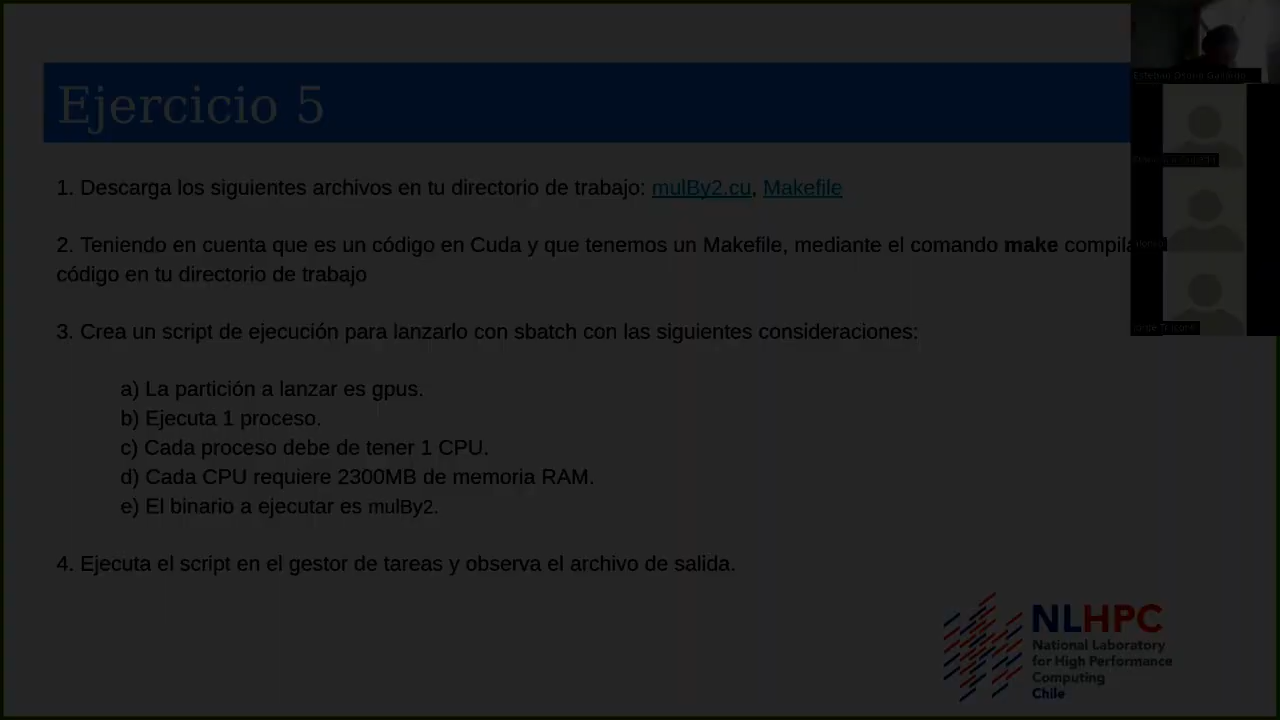 Ejercicio 5
1. Descarga los siguientes archivos en tu directorio de trabajo: mulBy2.cu, Makefile
2. Teniendo en cuenta que es un código en Cuda y que tenemos un Makefile, mediante el comando make
código en tu directorio de trabajo
3. Crea un script de ejecución para lanzarlo con sbatch con las siguientes consideraciones:
a) La partición a lanzar es gpus.
b) Ejecuta 1 proceso.
c) Cada proceso debe de tener 1 CPU.
d) Cada CPU requiere 2300MB de memoria RAM.
e) El binario a ejecutar es mulBy2.
4. Ejecuta el script en el gestor de tareas y observa el archivo de salida.
NLHPC
National Laboratory
for High Performance
Computing
Chile